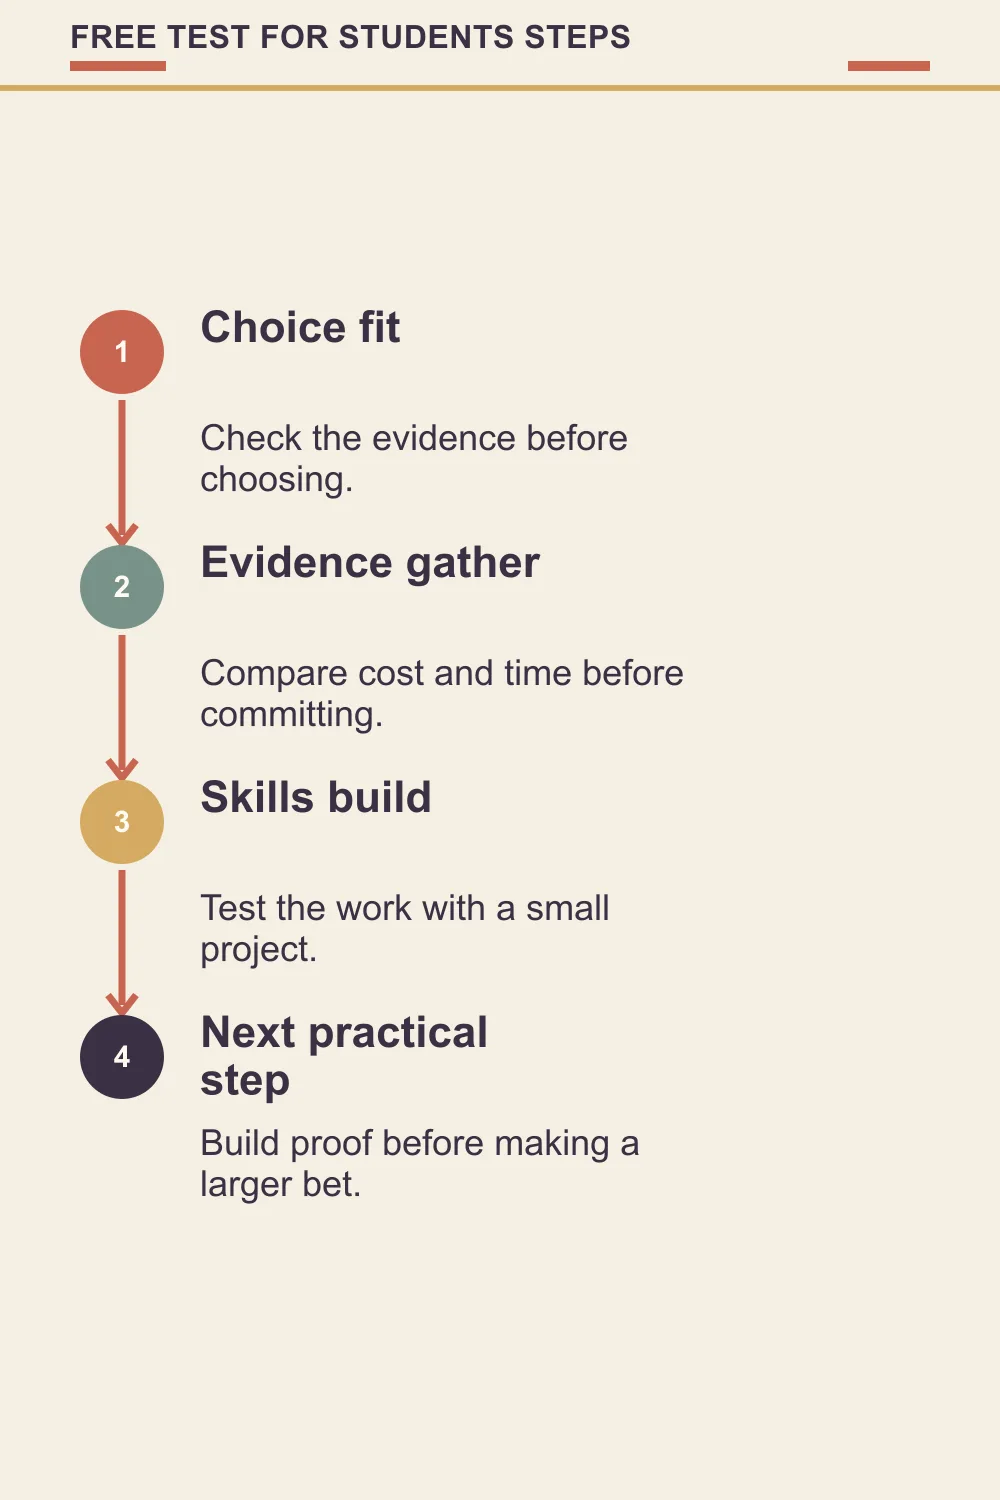 FREE TEST FOR STUDENTS STEPS
1
Choice fit
Check the evidence before
choosing.
2
Evidence gather
Compare cost and time before
committing.
3
Skills build
Test the work with a small
project.
4
Next practical
step
Build proof before making a
larger bet.